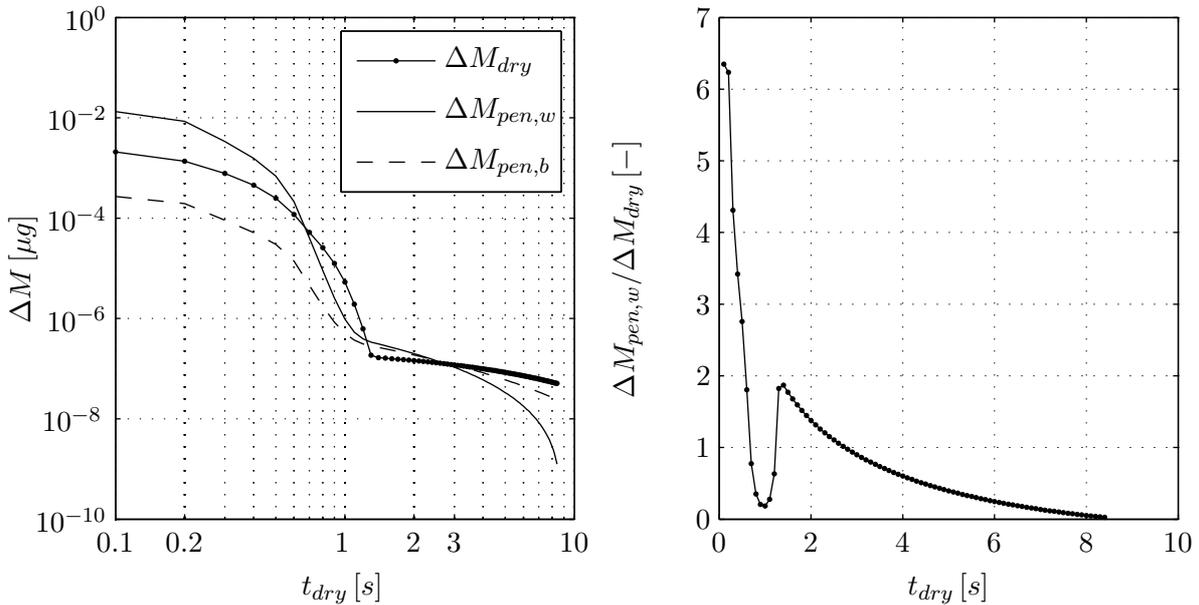 10⁰
10⁻²
10⁻⁴
10⁻⁶
10⁻⁸
10⁻¹⁰
ΔM [μg]
0.1 0.2 1 2 3 10
t_dry [s]
ΔM_dry
ΔM_pen,w
ΔM_pen,b
7
6
5
4
3
2
1
0
ΔM_pen,w/ΔM_dry [−]
0 2 4 6 8 10
t_dry [s]